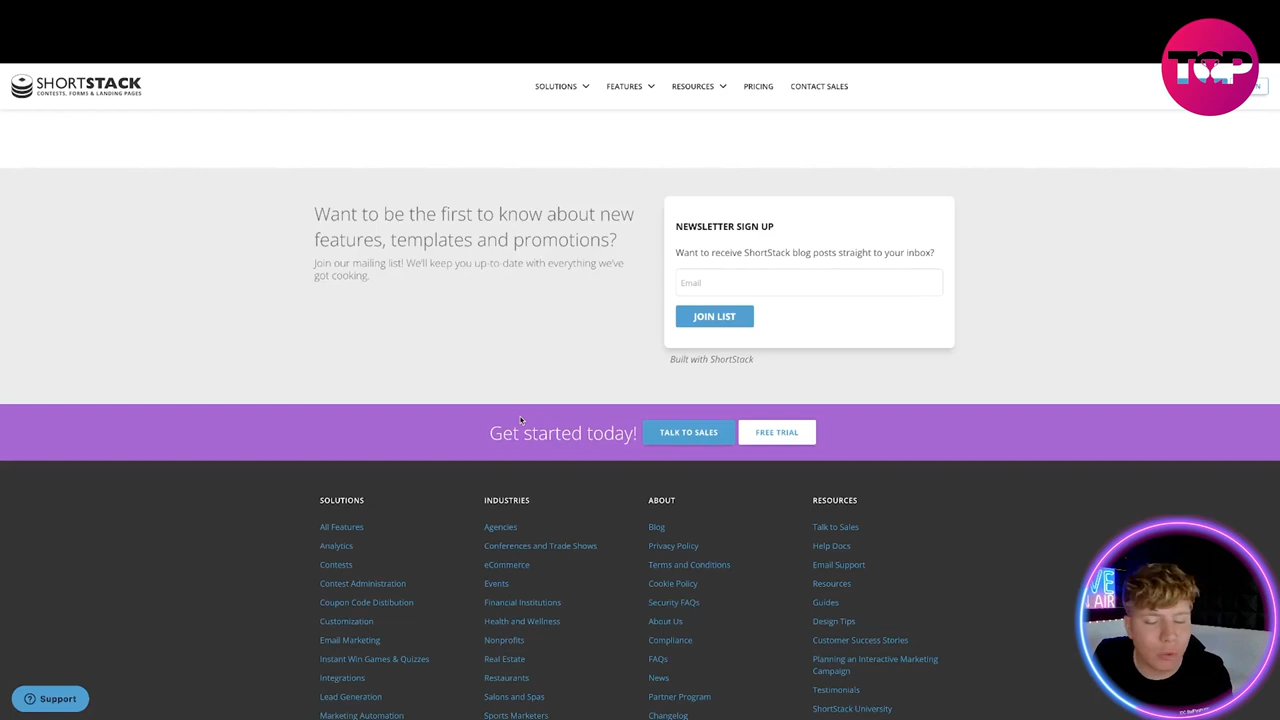 SHORTSTACK
CONTESTS, FORMS & LANDING PAGES
SOLUTIONS
FEATURES
RESOURCES
PRICING
CONTACT SALES
TOP
Want to be the first to know about new
features, templates and promotions?
Join our mailing list! We'll keep you up-to-date with everything we've
got cooking.
NEWSLETTER SIGN UP
Want to receive ShortStack blog posts straight to your inbox?
Email
JOIN LIST
Built with ShortStack
Get started today!
TALK TO SALES
FREE TRIAL
SOLUTIONS
All Features
Analytics
Contests
Contest Administration
Coupon Code Distibution
Customization
Email Marketing
Instant Win Games & Quizzes
Integrations
Lead Generation
Marketing Automation
INDUSTRIES
Agencies
Conferences and Trade Shows
eCommerce
Events
Financial Institutions
Health and Wellness
Nonprofits
Real Estate
Restaurants
Salons and Spas
Sports Marketers
ABOUT
Blog
Privacy Policy
Terms and Conditions
Cookie Policy
Security FAQs
About Us
Compliance
FAQs
News
Partner Program
Changelog
RESOURCES
Talk to Sales
Help Docs
Email Support
Resources
Guides
Design Tips
Customer Success Stories
Planning an Interactive Marketing
Campaign
Testimonials
ShortStack University
Support